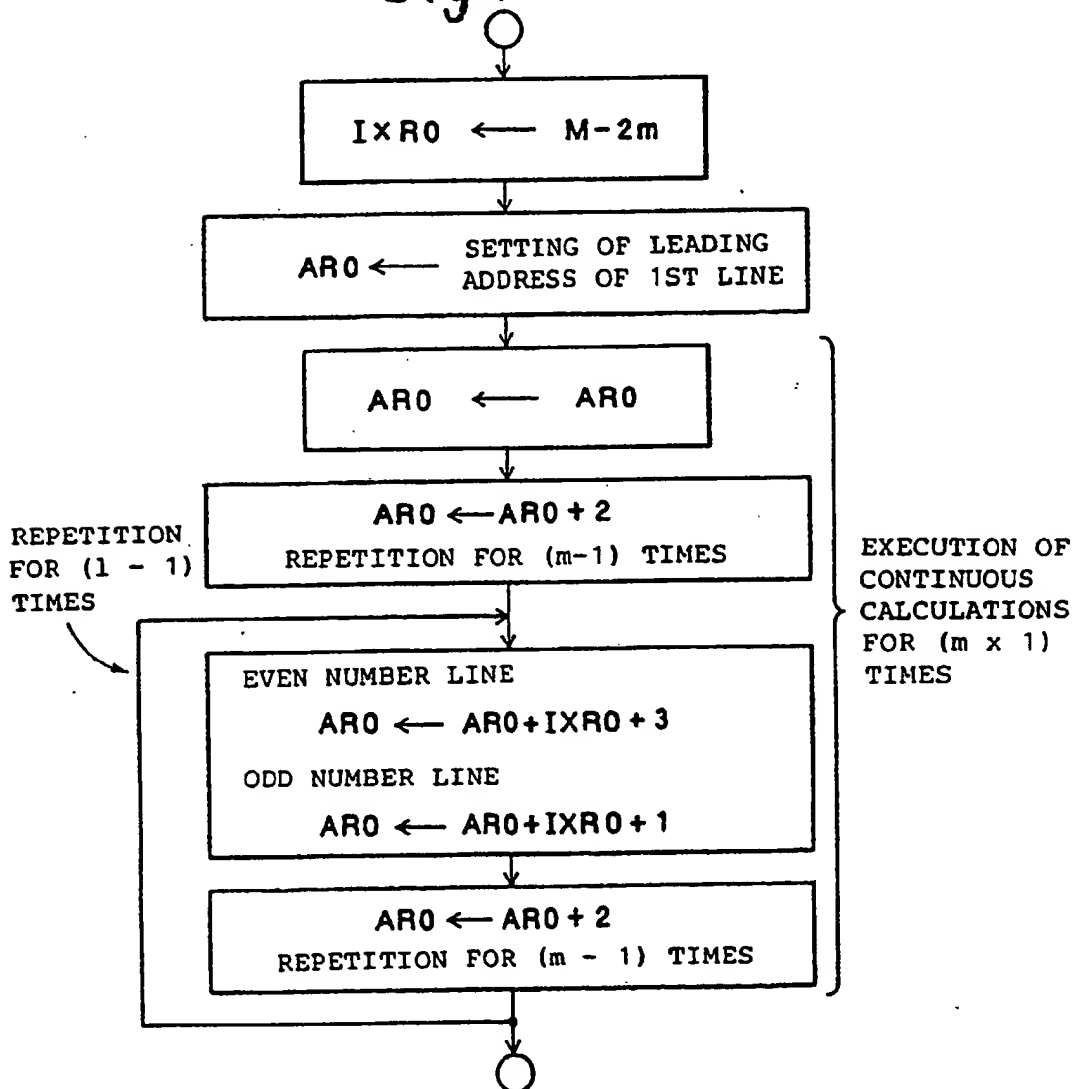 IXR0 ← M-2m
AR0 ← SETTING OF LEADING
ADDRESS OF 1ST LINE
AR0 ← AR0
AR0 ← AR0+2
REPETITION FOR (m-1) TIMES
REPETITION
FOR (l - 1)
TIMES
EXECUTION OF
CONTINUOUS
CALCULATIONS
FOR (m x l)
TIMES
EVEN NUMBER LINE
AR0 ← AR0+IXR0+3
ODD NUMBER LINE
AR0 ← AR0+IXR0+1
AR0 ← AR0+2
REPETITION FOR (m - 1) TIMES